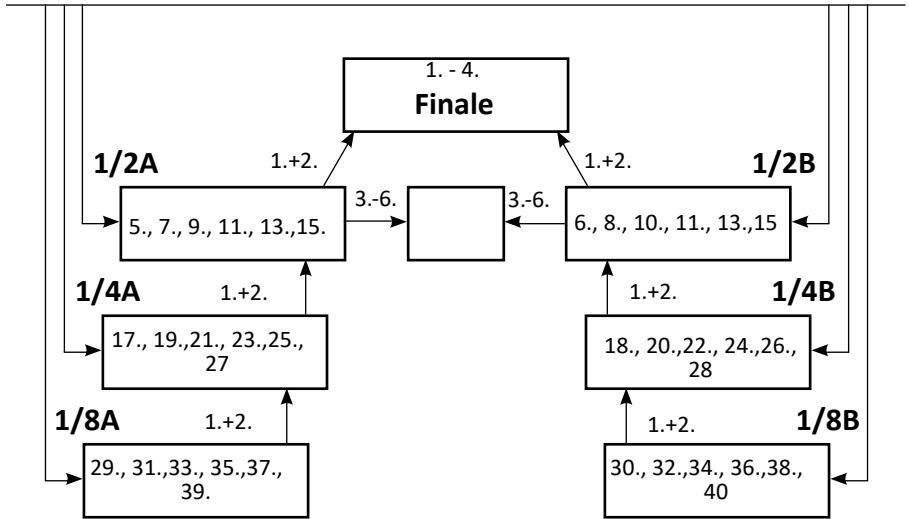 1. - 4.
Finale
1/2A
1.+2.
1.+2.
1/2B
5., 7., 9., 11., 13.,15.
3.-6.
3.-6.
6., 8., 10., 11., 13.,15
1/4A
1.+2.
1.+2.
1/4B
17., 19.,21., 23.,25.,
27
18., 20.,22., 24.,26.,
28
1/8A
1.+2.
1.+2.
1/8B
29., 31.,33., 35.,37.,
39.
30., 32.,34., 36.,38.,
40